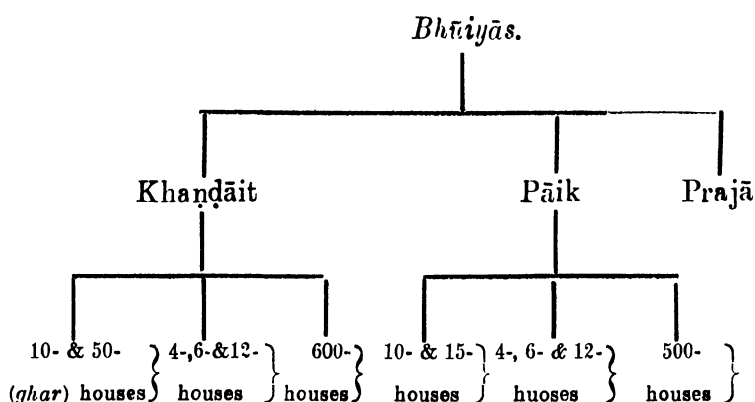 Bhūiyās.
Khaṇḍāit Pāik Prajā
10- & 50- } 4-,6-&12- } 600- } 10- & 15- } 4-, 6- & 12- } 500- }
(ghar) houses houses houses houses huoses houses